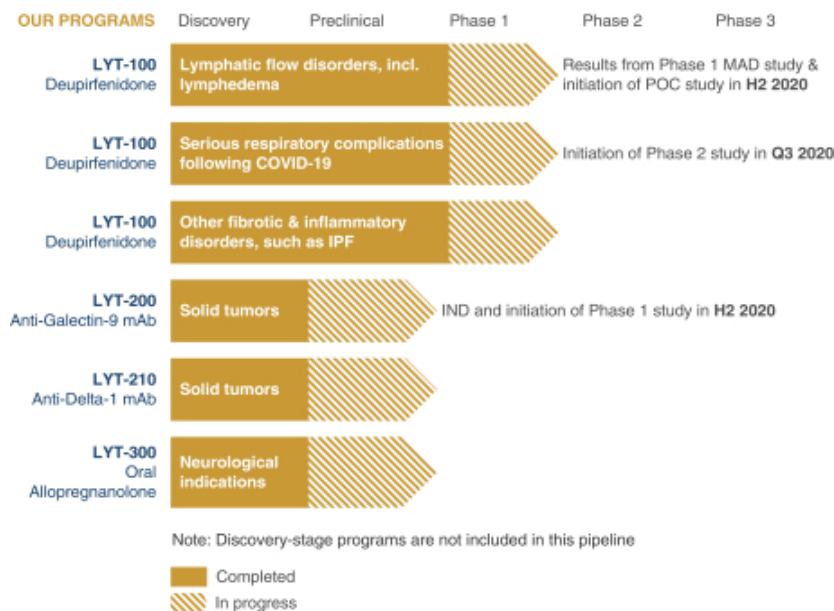 OUR PROGRAMS Discovery Preclinical Phase 1 Phase 2 Phase 3
LYT-100
Deupirfenidone
Lymphatic flow disorders, incl.
lymphedema
Results from Phase 1 MAD study &
initiation of POC study in H2 2020
LYT-100
Deupirfenidone
Serious respiratory complications
following COVID-19
Initiation of Phase 2 study in Q3 2020
LYT-100
Deupirfenidone
Other fibrotic & inflammatory
disorders, such as IPF
LYT-200
Anti-Galectin-9 mAb
Solid tumors
IND and initiation of Phase 1 study in H2 2020
LYT-210
Anti-Delta-1 mAb
Solid tumors
LYT-300
Oral
Allopregnanolone
Neurological
indications
Note: Discovery-stage programs are not included in this pipeline
Completed
In progress